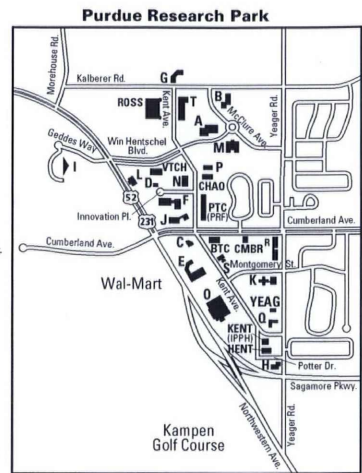 Purdue Research Park
Morehouse Rd.
Kalberer Rd.
G
Kent Ave.
ROSS
T
B
McClure Ave.
A
Yeager Rd.
Geddes Way
Win Hentschel
Blvd.
M
I
L
VTCH
P
D
N
CHAO
52
F
PTC
(PRF)
Innovation Pl.
231
J
Cumberland Ave.
Cumberland Ave.
C
BTC
CMBR
R
S
Montgomery St.
E
Wal-Mart
Kent Ave.
K
O
YEAG
Q
KENT
(IPPH)
HENT
H
Potter Dr.
Sagamore Pkwy.
Kampen
Golf Course
Northwestern Ave.
Yeager Rd.